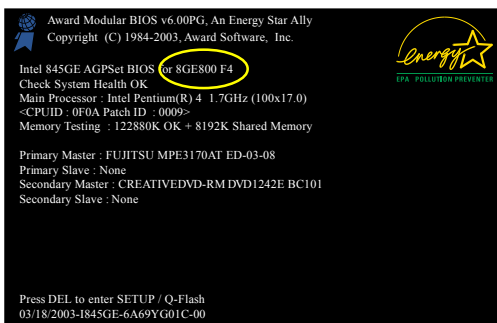 Award Modular BIOS v6.00PG, An Energy Star Ally
Copyright (C) 1984-2003, Award Software, Inc.
energy
EPA POLLUTION PREVENTER
Intel 845GE AGPSet BIOS for 8GE800 F4
Check System Health OK
Main Processor : Intel Pentium(R) 4 1.7GHz (100x17.0)
<CPUID : 0F0A Patch ID : 0009>
Memory Testing : 122880K OK + 8192K Shared Memory
Primary Master : FUJITSU MPE3170AT ED-03-08
Primary Slave : None
Secondary Master : CREATIVEDVD-RM DVD1242E BC101
Secondary Slave : None
Press DEL to enter SETUP / Q-Flash
03/18/2003-I845GE-6A69YG01C-00